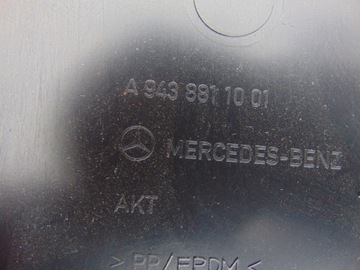 A 943 881 10 01
MERCEDES-BENZ
AKT
> PP/EPDM <